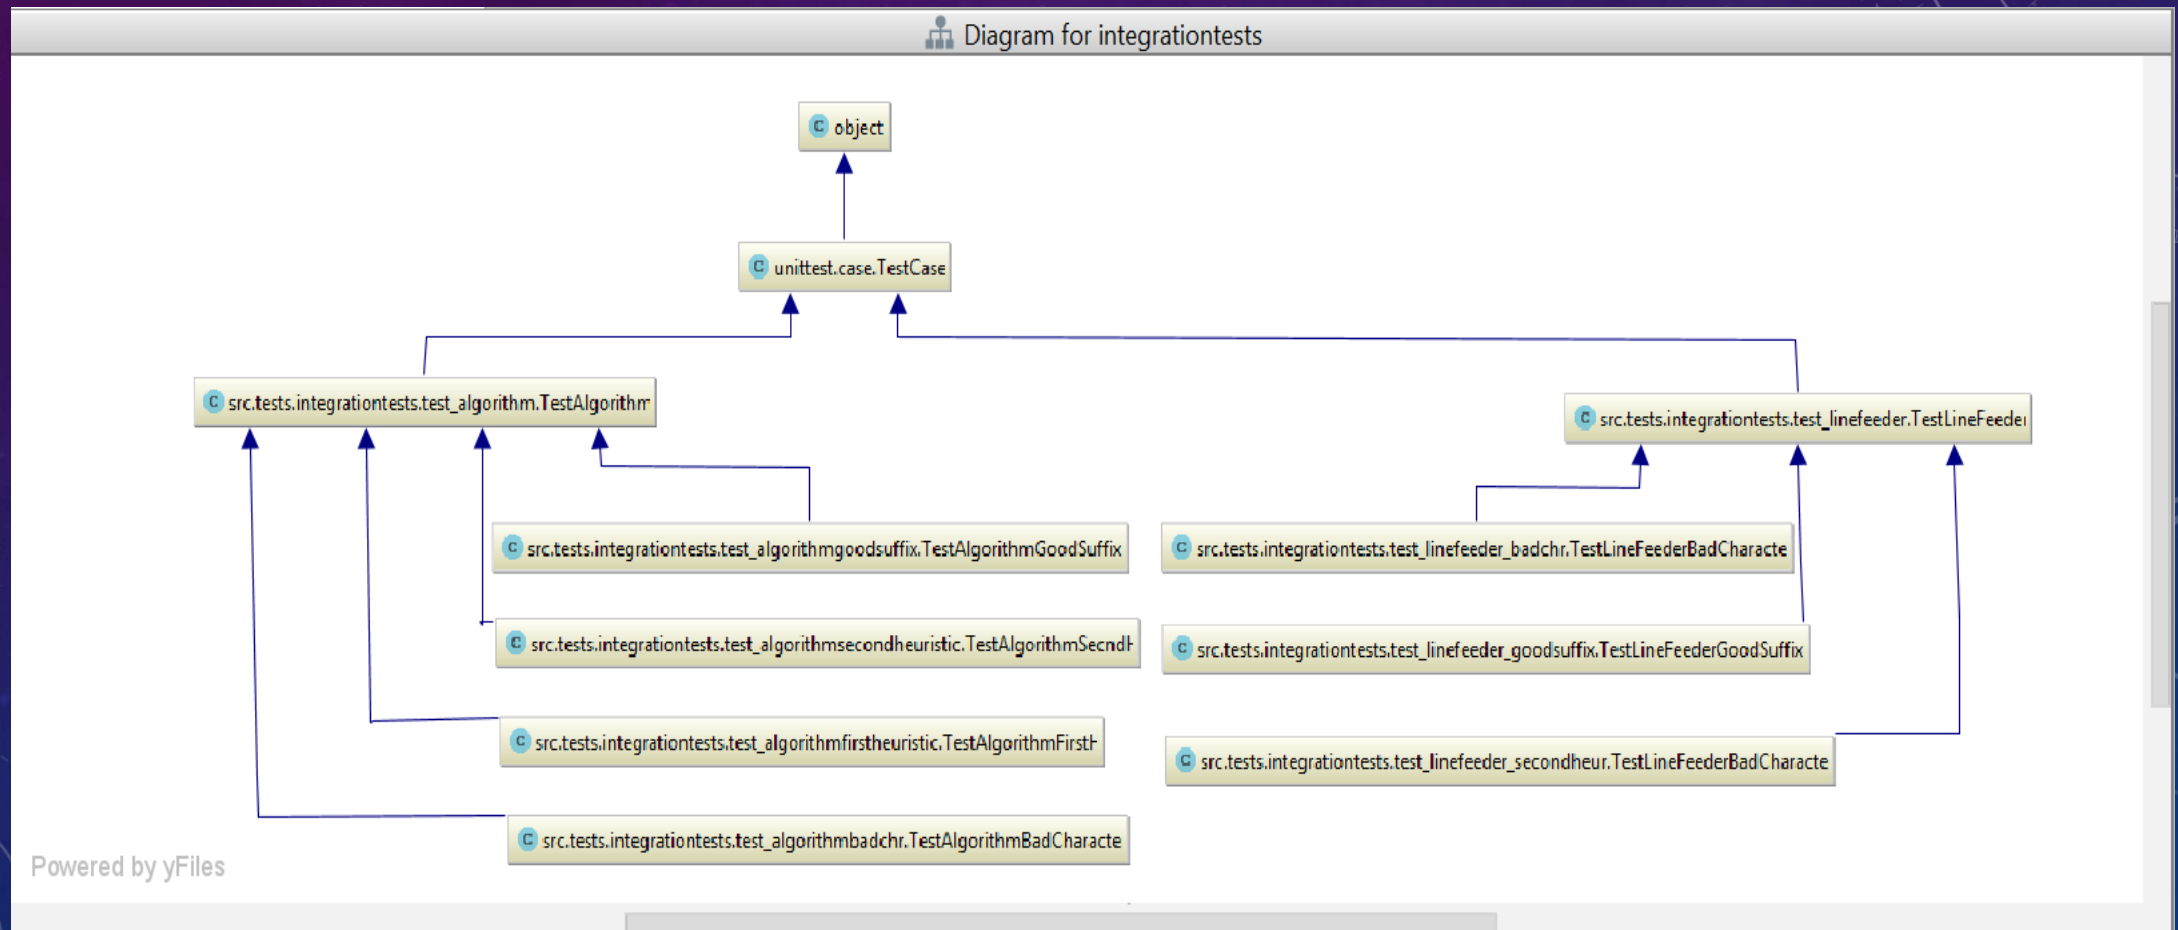 Diagram for integrationtests
C object
C unittest.case.TestCase
C src.tests.integrationtests.test_algorithm.TestAlgorithm
C src.tests.integrationtests.test_linefeeder.TestLineFeeder
C src.tests.integrationtests.test_algorithmgoodsuffix.TestAlgorithmGoodSuffix
C src.tests.integrationtests.test_linefeeder_badchr.TestLineFeederBadCharacte
C src.tests.integrationtests.test_algorithmsecondheuristic.TestAlgorithmSecndH
C src.tests.integrationtests.test_linefeeder_goodsuffix.TestLineFeederGoodSuffix
C src.tests.integrationtests.test_algorithmfirstheuristic.TestAlgorithmFirstH
C src.tests.integrationtests.test_linefeeder_secondheur.TestLineFeederBadCharacte
C src.tests.integrationtests.test_algorithmbadchr.TestAlgorithmBadCharacte
Powered by yFiles